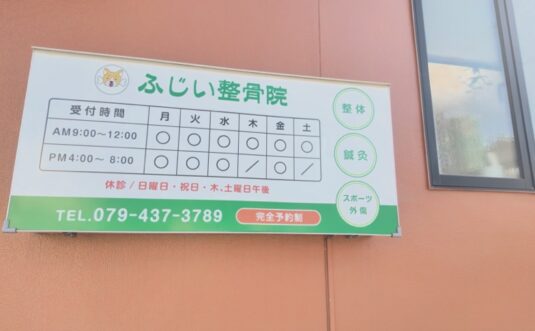 ふじい整骨院
受付時間 月 火 水 木 金 土
AM9:00〜12:00 ○ ○ ○ ○ ○ ○
PM4:00〜8:00 ○ ○ ○ / ○ /
休診/日曜日・祝日・木、土曜日午後
TEL.079-437-3789 完全予約制
整体
鍼灸
スポーツ
外傷